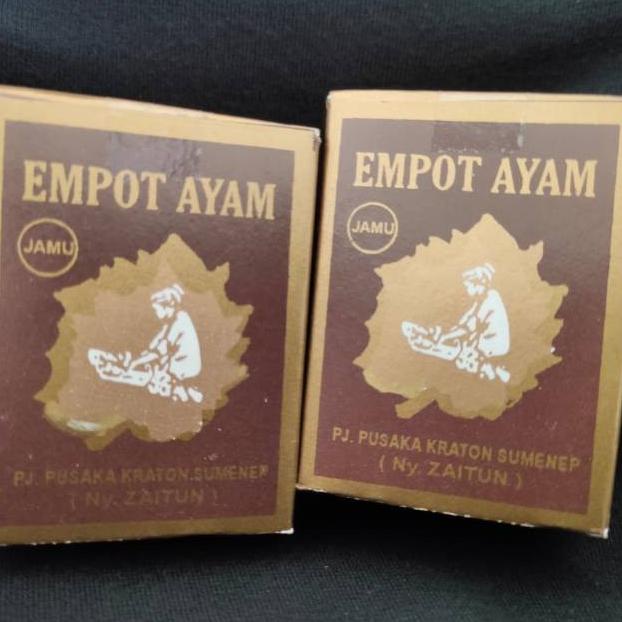 EMPOT AYAM
JAMU
PJ. PUSAKA KRATON SUMENEP
( Ny. ZAITUN )
EMPOT AYAM
JAMU
PJ. PUSAKA KRATON SUMENEP
( Ny. ZAITUN )